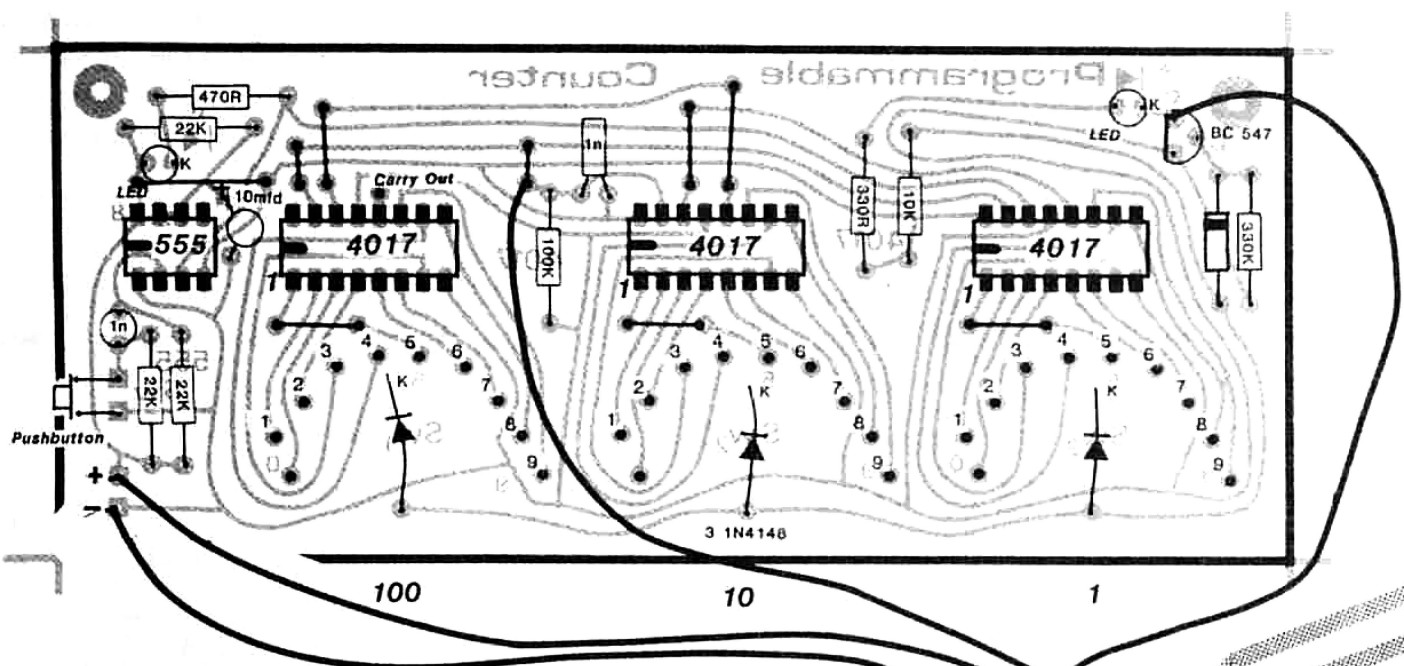 Programmable Counter
470R
22K
K
LED
10mfd
8
555
Carry Out
4017
1
1n
4017
1
100K
330R
10K
K
LED
BC 547
4017
1
330K
1n
22K
22K
Pushbutton
+
-
1 2 3 4 5 6 7 8 9
0
K
1 2 3 4 5 6 7 8 9
K
1 2 3 4 5 6 7 8 9
0
K
3 1N4148
100 10 1